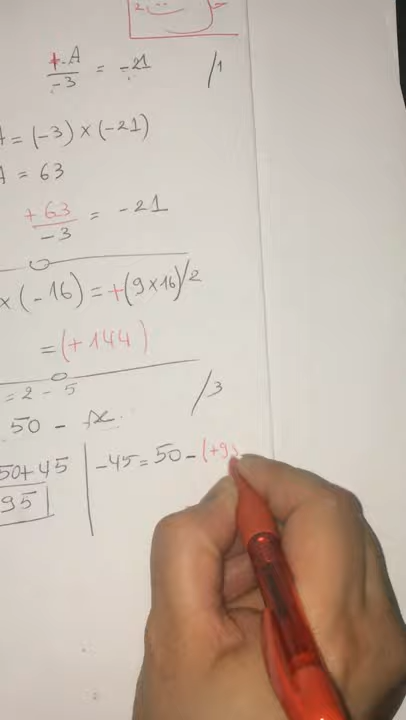 +A/-3 = -21 /1
A = (-3) × (-21)
A = 63
+63/-3 = -21
× (-16) = +(9×16) /2
= (+144)
= 2 - 5 /3
50 - x
50+45 | -45 = 50 - (+9
95